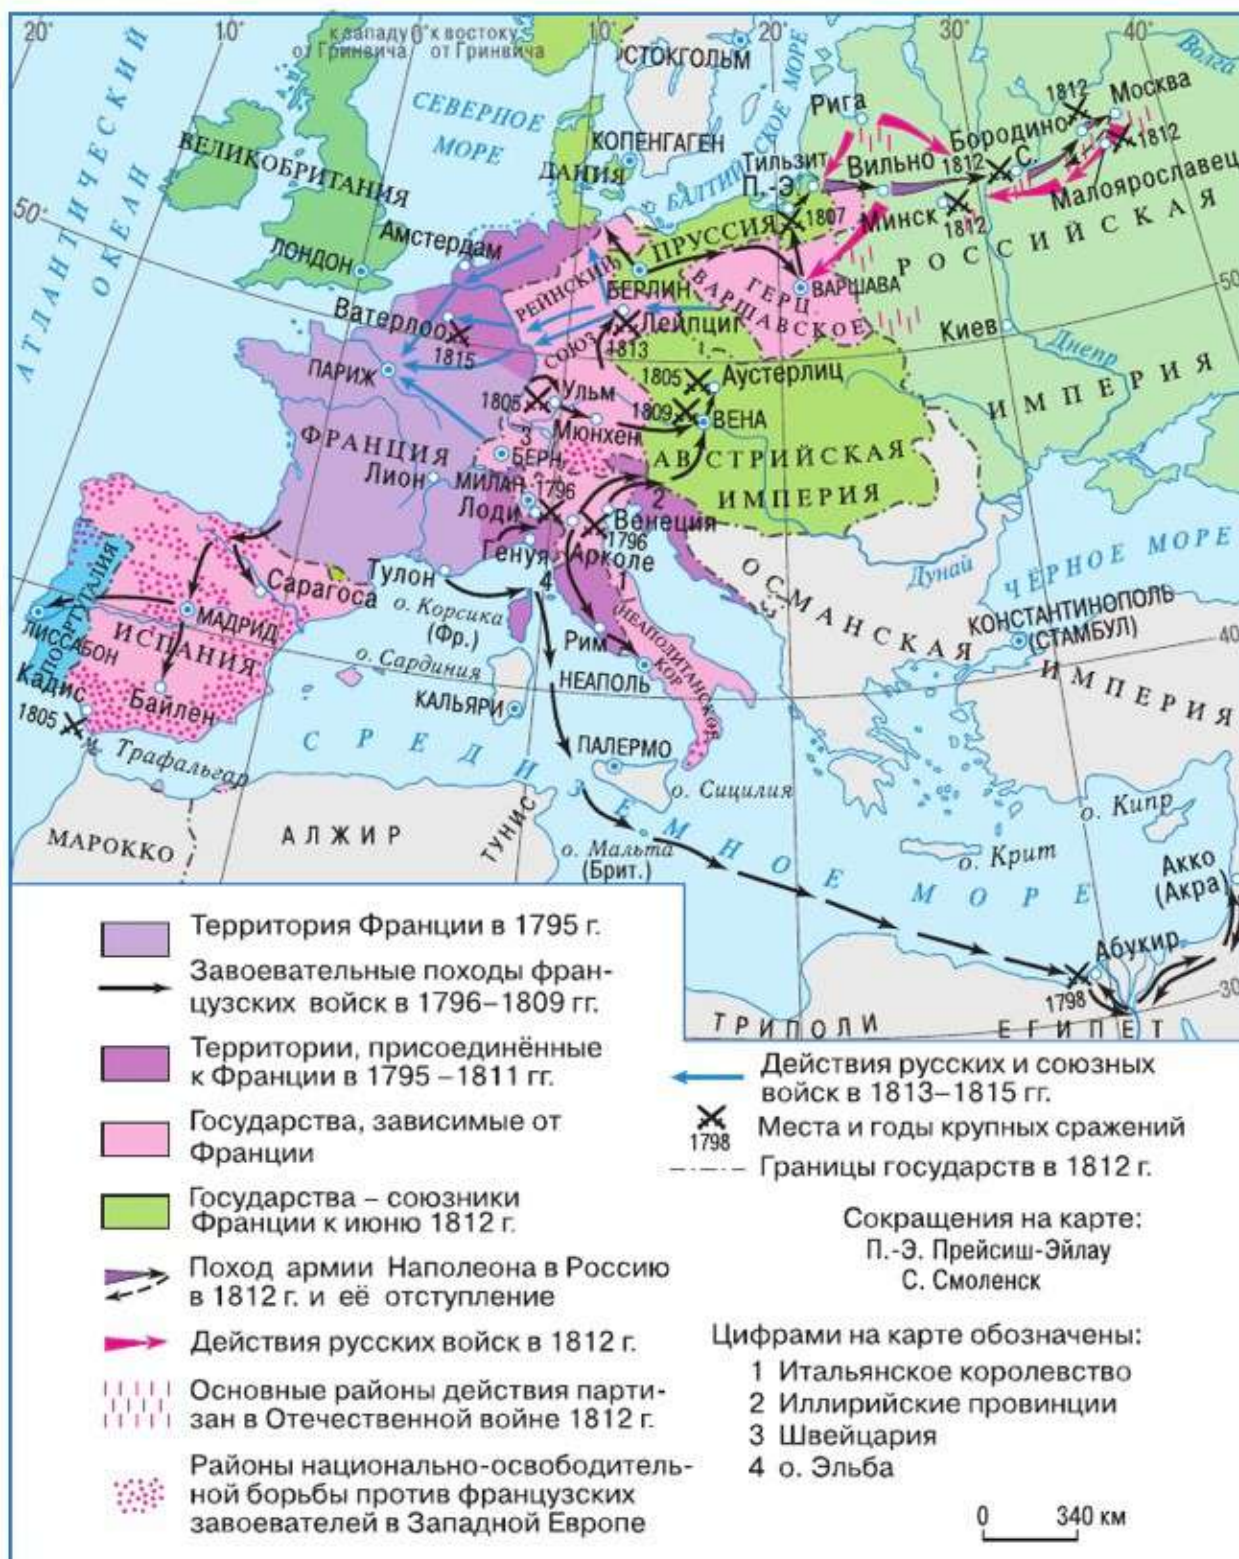 20°
10°
к западу 0° к востоку
от Гринвича от Гринвича
10°
20°
30°
40°
АТЛАНТИЧЕСКИЙ
ОКЕАН
СЕВЕРНОЕ
МОРЕ
СТОКГОЛЬМ
БАЛТИЙСКОЕ МОРЕ
Волга
Рига
1812
Москва
Бородино
ВЕЛИКОБРИТАНИЯ
КОПЕНГАГЕН
ДАНИЯ
Тильзит
П.-Э.
Вильно
1812
С.
1812
Малоярославец
50°
ЛОНДОН
Амстердам
ПРУССИЯ
1807
Минск
1812
РОССИЙСКАЯ
ИМПЕРИЯ
50
Ватерлоо
1815
РЕЙНСКИЙ
СОЮЗ
БЕРЛИН
Лейпциг
1813
ГЕРЦ.
ВАРШАВСКОЕ
ВАРШАВА
Киев
Днепр
ПАРИЖ
1805
Ульм
1805
Аустерлиц
1809
ВЕНА
Мюнхен
ФРАНЦИЯ
3
БЕРН
АВСТРИЙСКАЯ
ИМПЕРИЯ
Лион
МИЛАН
1796
Лоди
2
Венеция
1796
Генуя
Арколе
4
1
Тулон
о. Корсика
(Фр.)
Сарагоса
МАДРИД
ИСПАНИЯ
ПОРТУГАЛИЯ
ЛИССАБОН
Кадис
1805
Байлен
Трафальгар
о. Сардиния
КАЛЬЯРИ
Рим
НЕАПОЛЬ
НЕАПОЛИТАНСКОЕ
КОР.
Дунай
ЧЁРНОЕ МОРЕ
ОСМАНСКАЯ
ИМПЕРИЯ
КОНСТАНТИНОПОЛЬ
(СТАМБУЛ)
40
ПАЛЕРМО
о. Сицилия
СРЕДИЗЕМНОЕ МОРЕ
МАРОККО
АЛЖИР
ТУНИС
о. Мальта
(Брит.)
о. Крит
о. Кипр
Акко
(Акра)
Абукир
1798
30
ТРИПОЛИ
ЕГИПЕТ
Территория Франции в 1795 г.
Завоевательные походы фран-
цузских войск в 1796–1809 гг.
Территории, присоединённые
к Франции в 1795 –1811 гг.
Государства, зависимые от
Франции
Государства – союзники
Франции к июню 1812 г.
Поход армии Наполеона в Россию
в 1812 г. и её отступление
Действия русских войск в 1812 г.
Основные районы действия парти-
зан в Отечественной войне 1812 г.
Районы национально-освободитель-
ной борьбы против французских
завоевателей в Западной Европе
Действия русских и союзных
войск в 1813–1815 гг.
1798
Места и годы крупных сражений
Границы государств в 1812 г.
Сокращения на карте:
П.-Э. Прейсиш-Эйлау
С. Смоленск
Цифрами на карте обозначены:
1 Итальянское королевство
2 Иллирийские провинции
3 Швейцария
4 о. Эльба
0 340 км